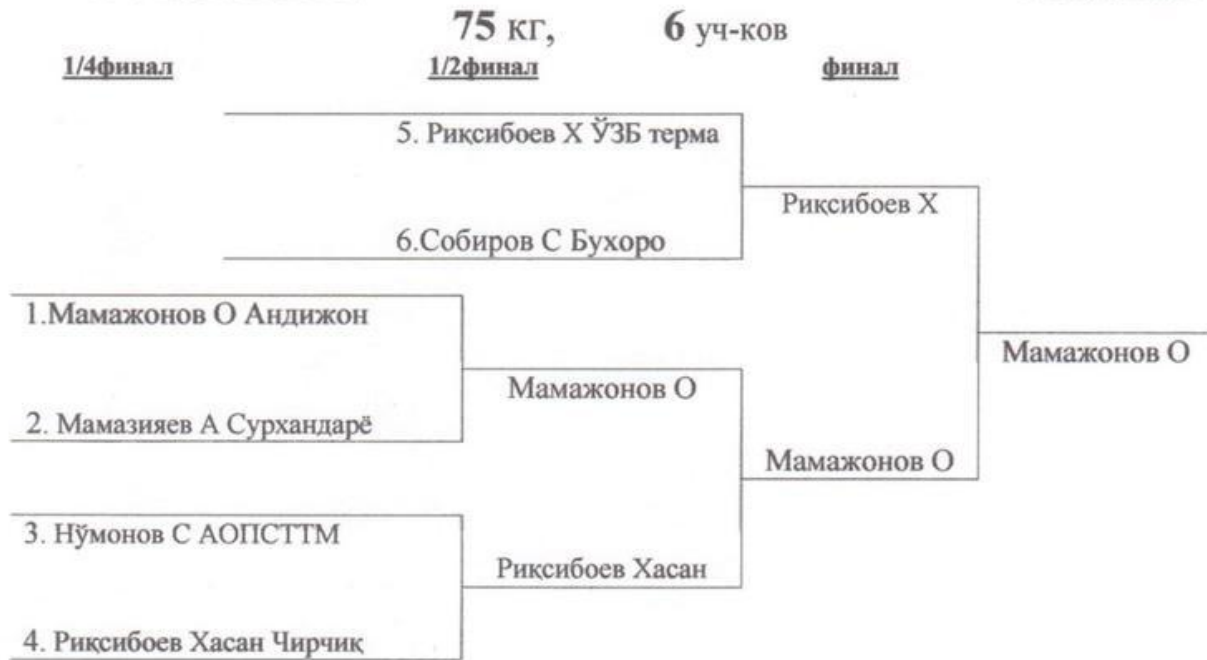 75 кг, 6 уч-ков
1/4финал 1/2финал финал
5. Риқсибоев Х ЎЗБ терма
Риқсибоев Х
6.Собиров С Бухоро
1.Мамажонов О Андижон
Мамажонов О
Мамажонов О
2. Мамазияев А Сурхандарё
Мамажонов О
3. Нўмонов С АОПСТТМ
Риқсибоев Хасан
4. Риқсибоев Хасан Чирчиқ